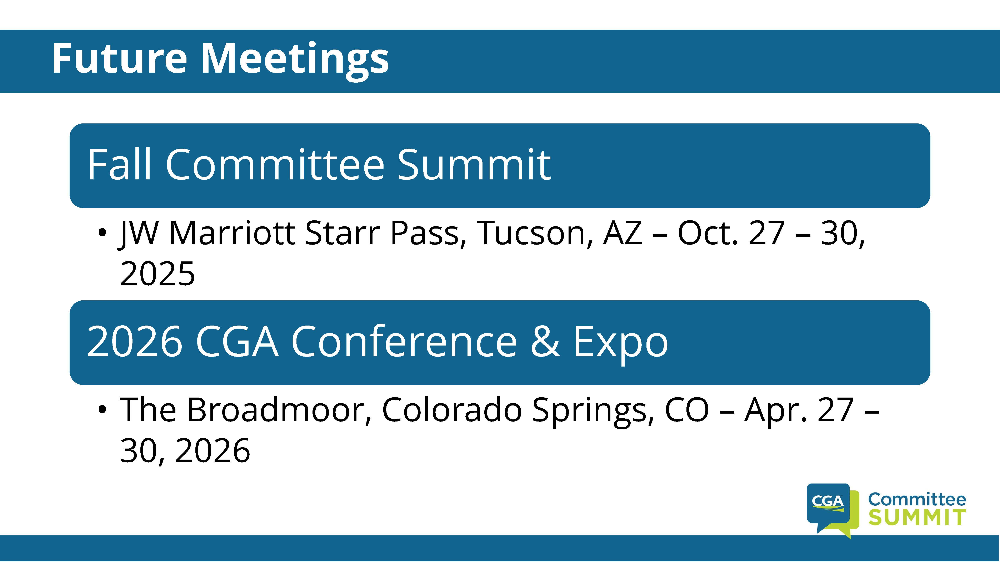 Future Meetings
Fall Committee Summit
• JW Marriott Starr Pass, Tucson, AZ – Oct. 27 – 30,
2025
2026 CGA Conference & Expo
• The Broadmoor, Colorado Springs, CO – Apr. 27 –
30, 2026
CGA
Committee
SUMMIT